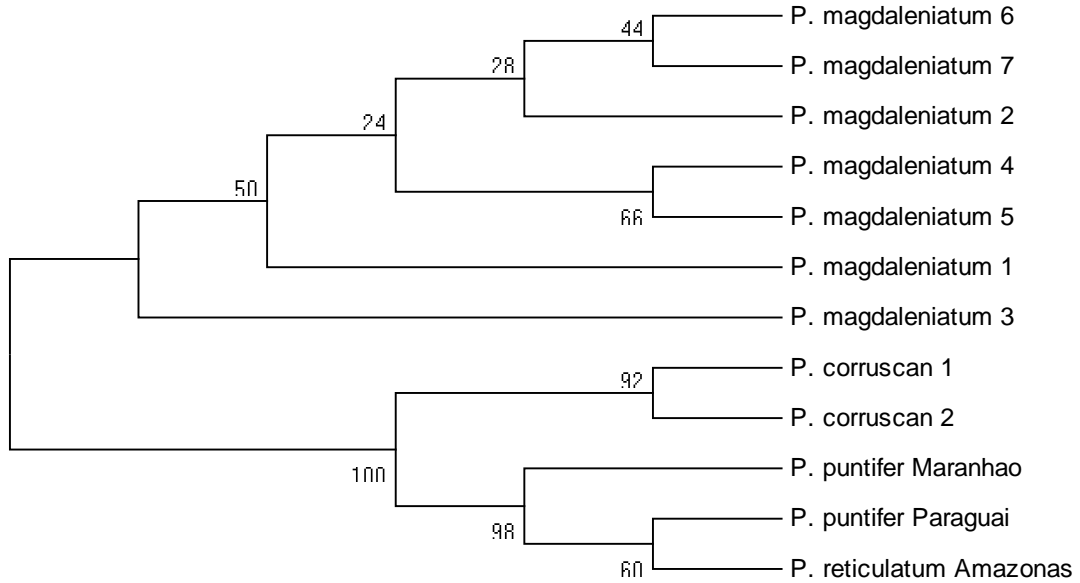 44
P. magdaleniatum 6
P. magdaleniatum 7
28
P. magdaleniatum 2
24
P. magdaleniatum 4
66
P. magdaleniatum 5
50
P. magdaleniatum 1
P. magdaleniatum 3
92
P. corruscan 1
P. corruscan 2
100
P. puntifer Maranhao
98
P. puntifer Paraguai
60
P. reticulatum Amazonas